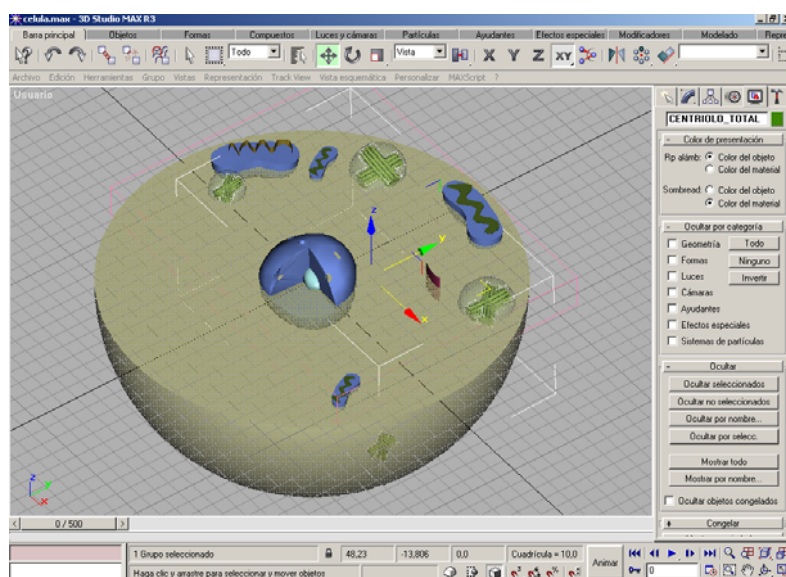 celula.max - 3D Studio MAX R3
Barra principal Objetos Formas Compuestos Luces y cámaras Partículas Ayudantes Efectos especiales Modificadores Modelado
Todo Vista X Y Z XY
Archivo Edición Herramientas Grupo Vistas Representación Track View Vista esquemática Personalizar MAXScript ?
Usuario
CENTRIOLO_TOTAL
- Color de presentación
Rp alámb: Color del objeto
Color del material
Sombread: Color del objeto
Color del material
- Ocultar por categoría
Geometría Todo
Formas Ninguno
Luces Invertir
Cámaras
Ayudantes
Efectos especiales
Sistemas de partículas
- Ocultar
Ocultar seleccionados
Ocultar no seleccionados
Ocultar por nombre...
Ocultar por selecc.
Mostrar todo
Mostrar por nombre...
Ocultar objetos congelados
+ Congelar
z
y
x
z
y
x
< 0 / 500 >
1 Grupo seleccionado 48,23 -13,806 0,0 Cuadrícula = 10,0
Animar
0
Haga clic y arrastre para seleccionar y mover objetos